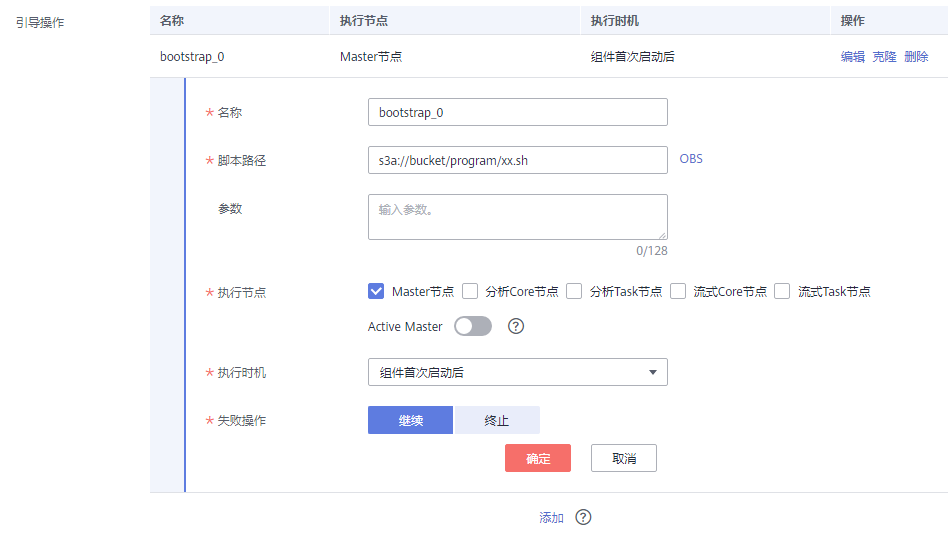 引导操作
名称 执行节点 执行时机 操作
bootstrap_0 Master节点 组件首次启动后 编辑 克隆 删除
* 名称 bootstrap_0
* 脚本路径 s3a://bucket/program/xx.sh OBS
参数 输入参数。
0/128
* 执行节点 Master节点 分析Core节点 分析Task节点 流式Core节点 流式Task节点
Active Master ?
* 执行时机 组件首次启动后
* 失败操作 继续 终止
确定 取消
添加 ?